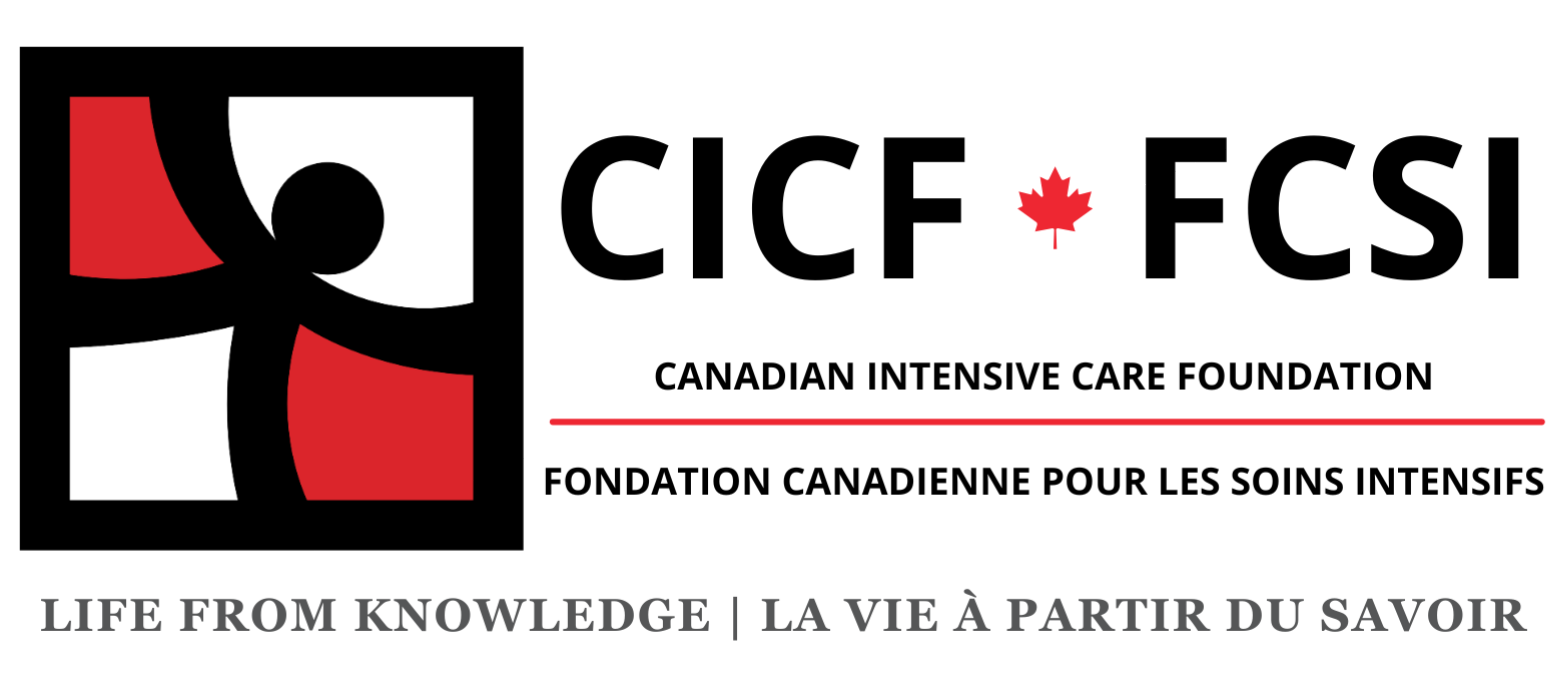 CICF FCSI
CANADIAN INTENSIVE CARE FOUNDATION
FONDATION CANADIENNE POUR LES SOINS INTENSIFS
LIFE FROM KNOWLEDGE | LA VIE À PARTIR DU SAVOIR